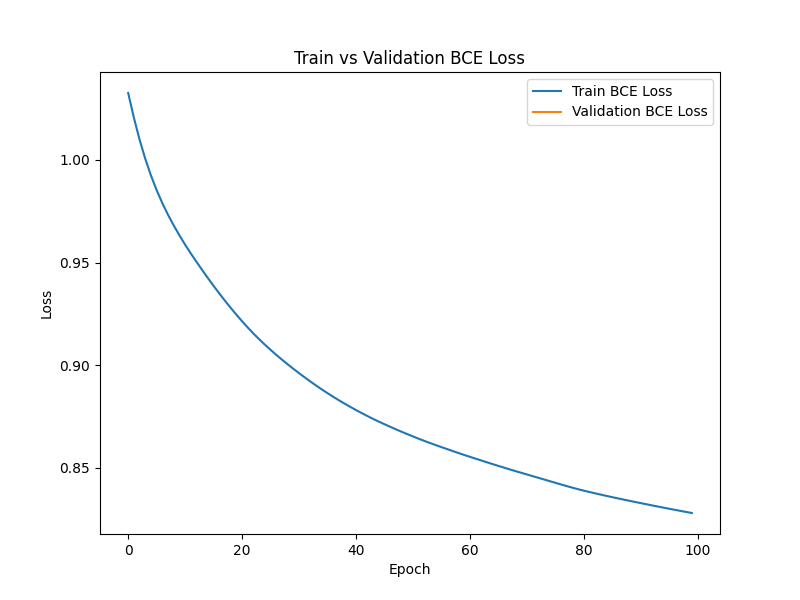 Train vs Validation BCE Loss
Train BCE Loss
Validation BCE Loss
1.00
0.95
0.90
0.85
Loss
0 20 40 60 80 100
Epoch